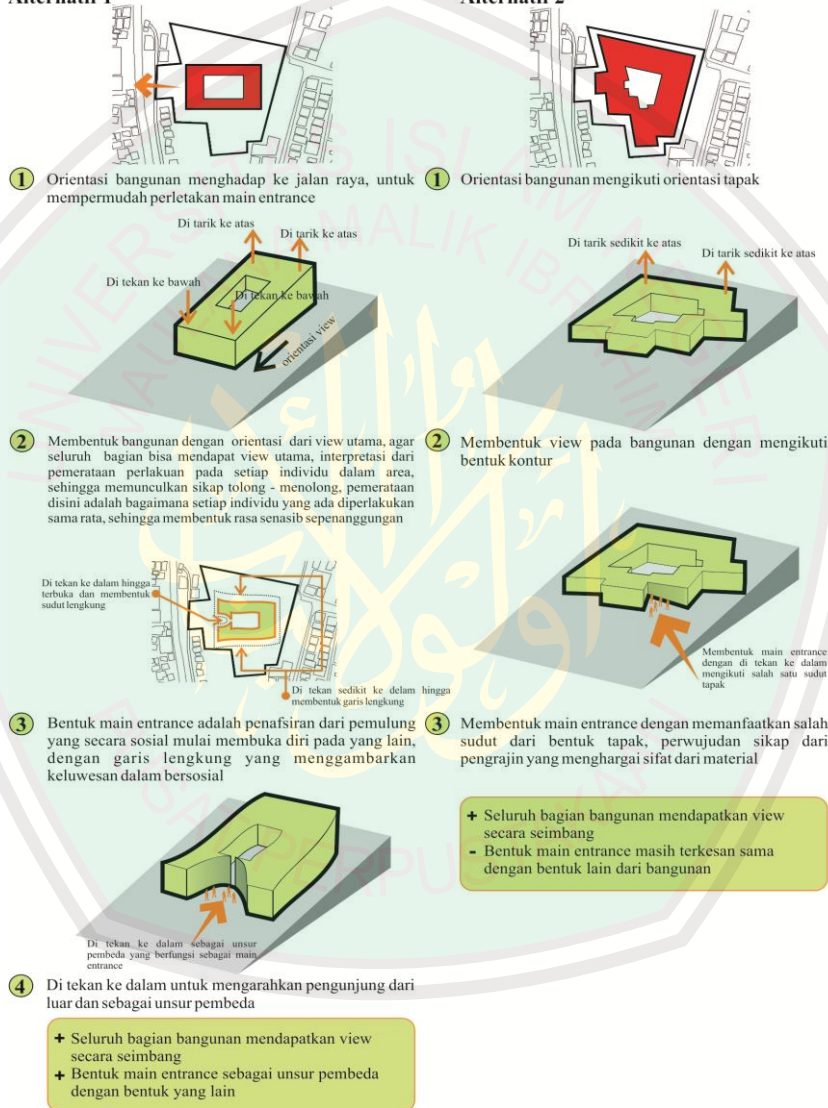 Alternatif 1
1 Orientasi bangunan menghadap ke jalan raya, untuk
mempermudah perletakan main entrance
Di tarik ke atas
Di tarik ke atas
Di tekan ke bawah
Di tekan ke bawah
orientasi view
2 Membentuk bangunan dengan orientasi dari view utama, agar
seluruh bagian bisa mendapat view utama, interpretasi dari
pemerataan perlakuan pada setiap individu dalam area,
sehingga memunculkan sikap tolong - menolong, pemerataan
disini adalah bagaimana setiap individu yang ada diperlakukan
sama rata, sehingga membentuk rasa senasib sepenanggungan
Di tekan ke dalam hingga
terbuka dan membentuk
sudut lengkung
Di tekan sedikit ke delam hingga
membentuk garis lengkung
3 Bentuk main entrance adalah penafsiran dari pemulung
yang secara sosial mulai membuka diri pada yang lain,
dengan garis lengkung yang menggambarkan
keluwesan dalam bersosial
Di tekan ke dalam sebagai unsur
pembeda yang berfungsi sebagai main
entrance
4 Di tekan ke dalam untuk mengarahkan pengunjung dari
luar dan sebagai unsur pembeda
+ Seluruh bagian bangunan mendapatkan view
secara seimbang
+ Bentuk main entrance sebagai unsur pembeda
dengan bentuk yang lain
Alternatif 2
1 Orientasi bangunan mengikuti orientasi tapak
Di tarik sedikit ke atas
Di tarik sedikit ke atas
2 Membentuk view pada bangunan dengan mengikuti
bentuk kontur
Membentuk main entrance
dengan di tekan ke dalam
mengikuti salah satu sudut
tapak
3 Membentuk main entrance dengan memanfaatkan salah
sudut dari bentuk tapak, perwujudan sikap dari
pengrajin yang menghargai sifat dari material
+ Seluruh bagian bangunan mendapatkan view
secara seimbang
- Bentuk main entrance masih terkesan sama
dengan bentuk lain dari bangunan